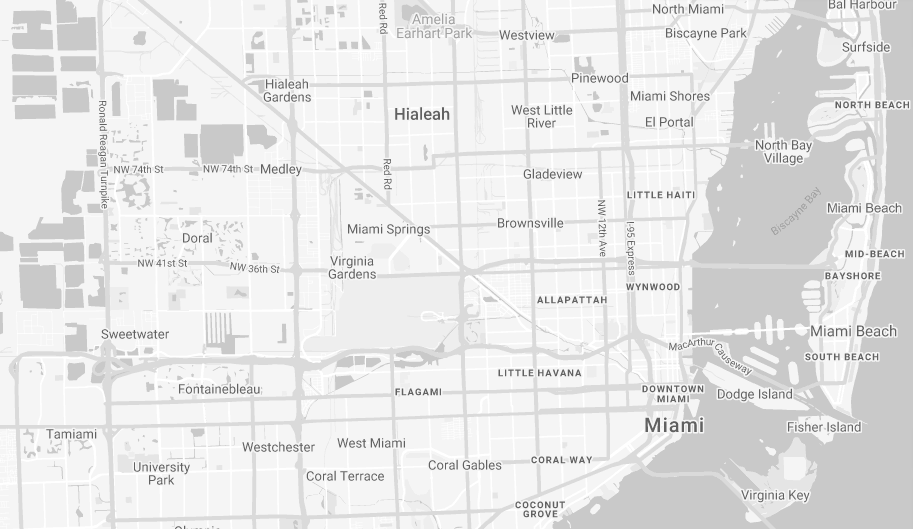 North Miami
Bal Harbour
Red Rd
Amelia
Earhart Park
Westview
Biscayne Park
Surfside
Hialeah
Gardens
Pinewood
Miami Shores
NORTH BEACH
Hialeah
West Little
River
El Portal
Ronald Reagan Turnpike
NW 74th St
NW 74th St
Medley
Red Rd
North Bay
Village
Gladeview
LITTLE HAITI
Biscayne Bay
Miami Beach
Miami Springs
Brownsville
NW 12th Ave
I-95 Express
Doral
MID-BEACH
NW 41st St
NW 36th St
Virginia
Gardens
BAYSHORE
WYNWOOD
ALLAPATTAH
Sweetwater
Miami Beach
MacArthur Causeway
SOUTH BEACH
LITTLE HAVANA
Fontainebleau
FLAGAMI
DOWNTOWN
MIAMI
Dodge Island
Miami
Fisher Island
Tamiami
Westchester
West Miami
University
Park
Coral Terrace
Coral Gables
CORAL WAY
Virginia Key
COCONUT
GROVE